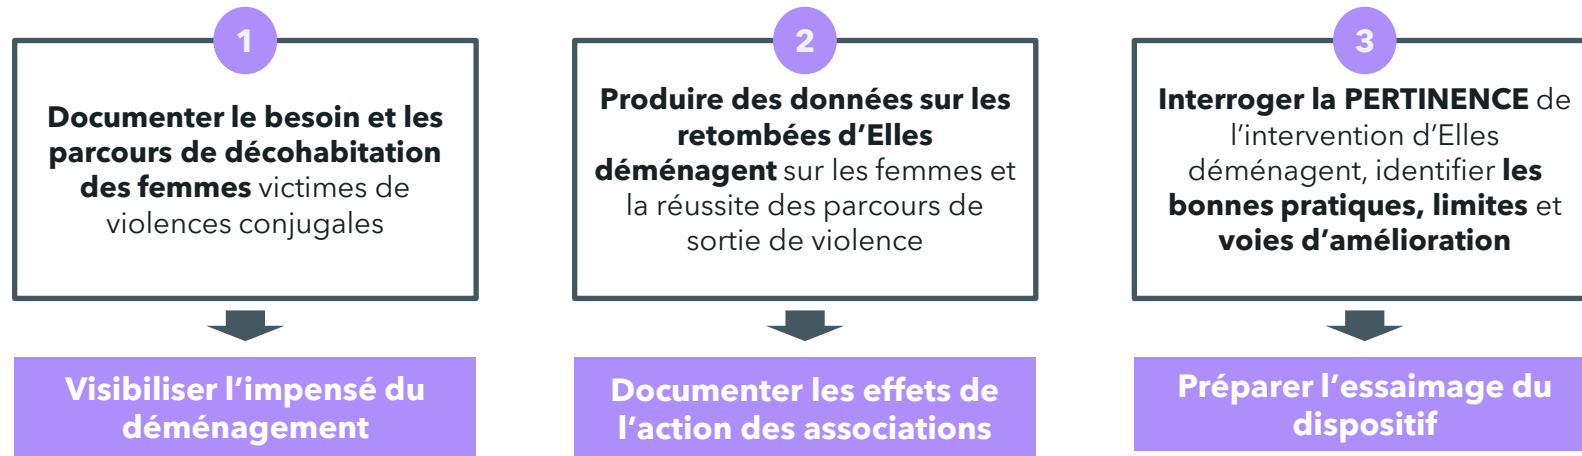 1
Documenter le besoin et les
parcours de décohabitation
des femmes victimes de
violences conjugales
Visibiliser l’impensé du
déménagement
2
Produire des données sur les
retombées d’Elles
déménagent sur les femmes et
la réussite des parcours de
sortie de violence
Documenter les effets de
l’action des associations
3
Interroger la PERTINENCE de
l’intervention d’Elles
déménagent, identifier les
bonnes pratiques, limites et
voies d’amélioration
Préparer l’essaimage du
dispositif